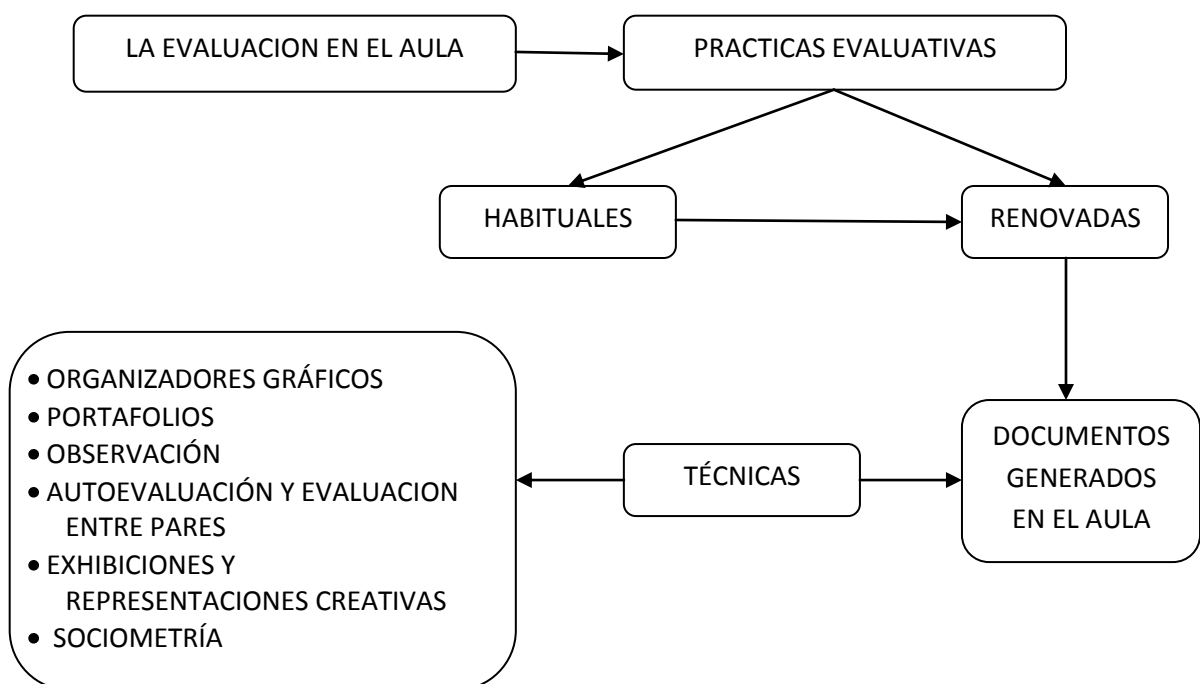 LA EVALUACION EN EL AULA
PRACTICAS EVALUATIVAS
HABITUALES
RENOVADAS
• ORGANIZADORES GRÁFICOS
• PORTAFOLIOS
• OBSERVACIÓN
• AUTOEVALUACIÓN Y EVALUACION
ENTRE PARES
• EXHIBICIONES Y
REPRESENTACIONES CREATIVAS
• SOCIOMETRÍA
TÉCNICAS
DOCUMENTOS
GENERADOS
EN EL AULA